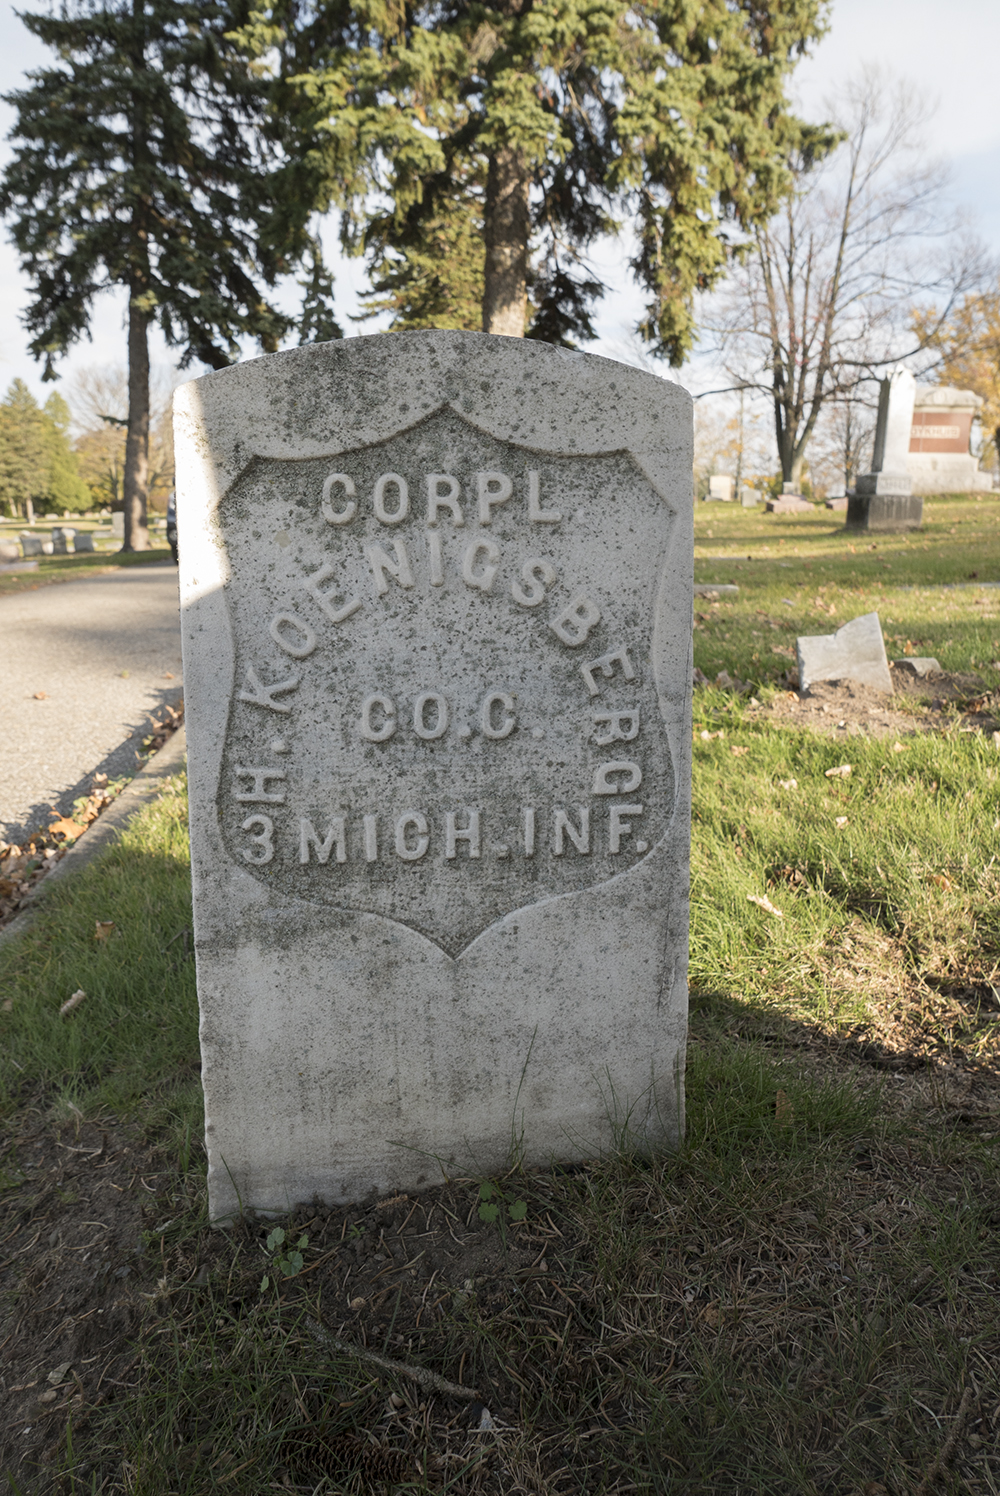 CORPL.
H. KOENIGSBERG
CO.C.
3 MICH.INF.